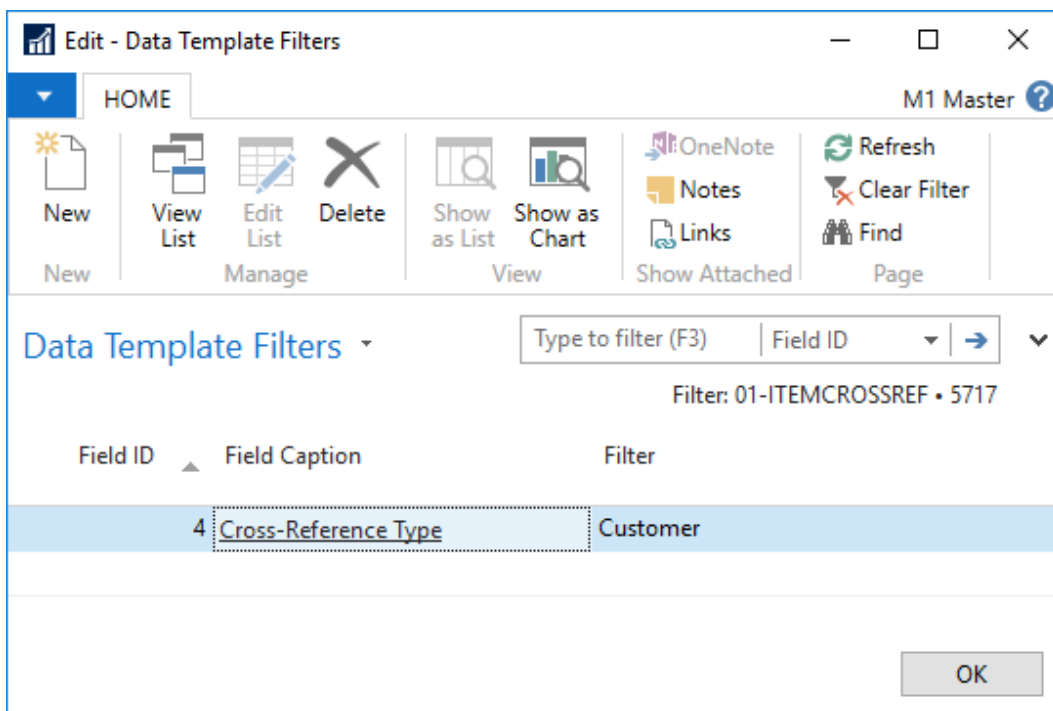 Edit - Data Template Filters
HOME
M1 Master ?
New
View List
Edit List
Delete
Show as List
Show as Chart
OneNote
Notes
Links
Refresh
Clear Filter
Find
New
Manage
View
Show Attached
Page
Data Template Filters
Type to filter (F3)
Field ID
Filter: 01-ITEMCROSSREF • 5717
Field ID
Field Caption
Filter
4 Cross-Reference Type Customer
OK